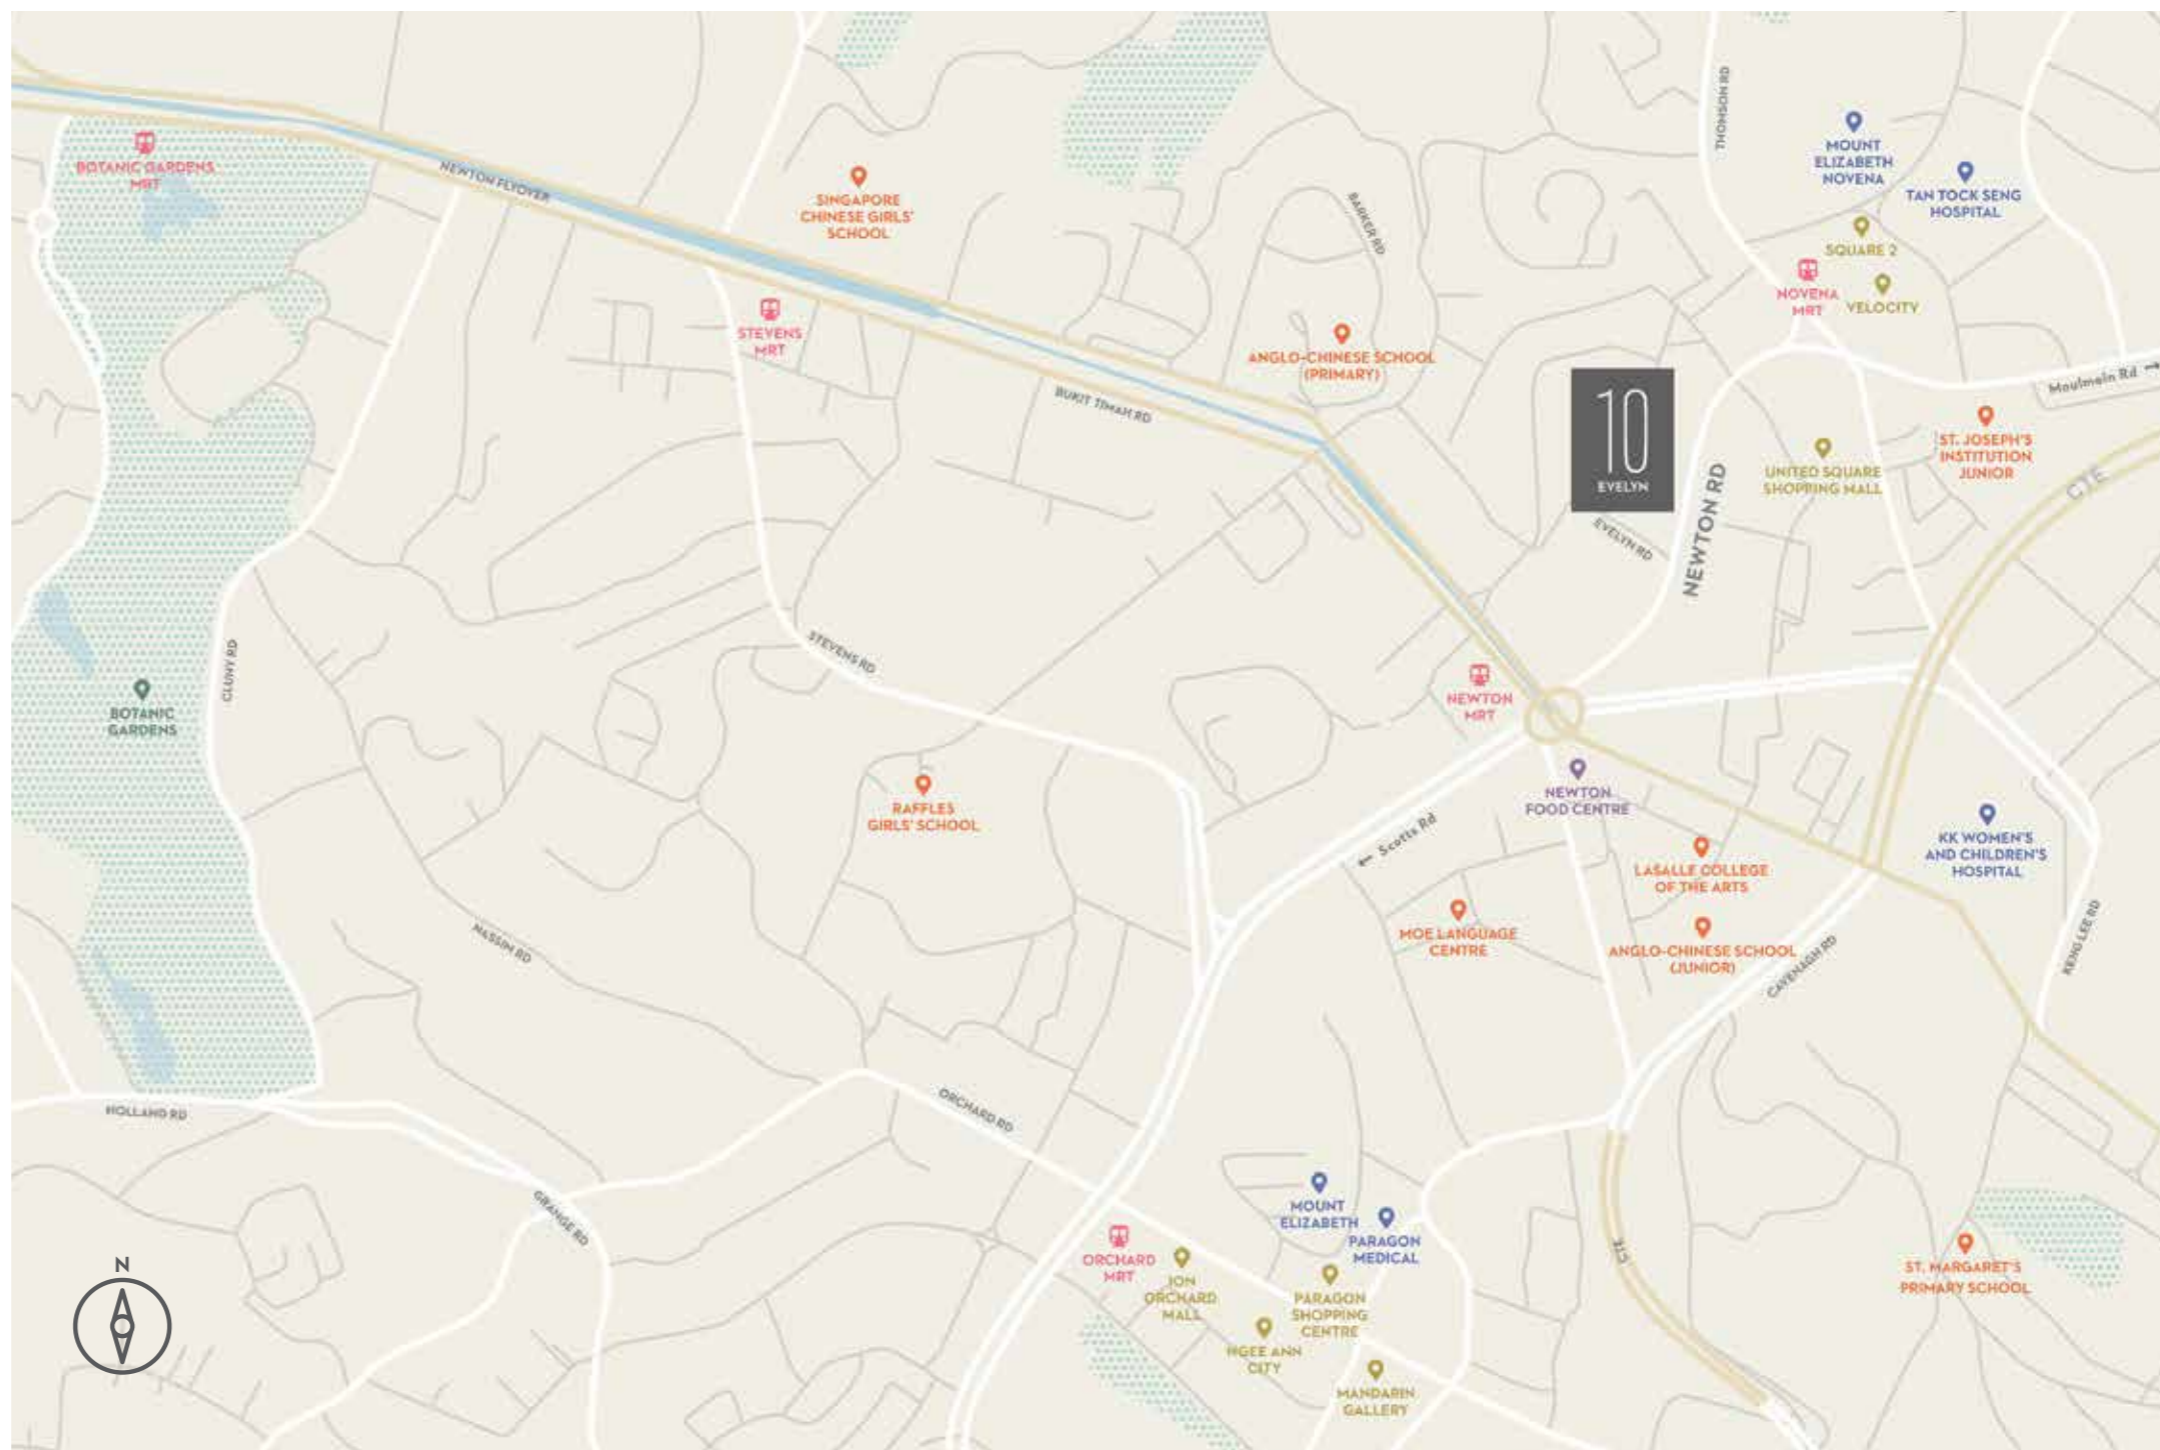 THOMSON RD
MOUNT
ELIZABETH
NOVENA
BOTANIC GARDENS
MRT
NEWTON FLYOVER
SINGAPORE
CHINESE GIRLS'
SCHOOL
BARKER RD
TAN TOCK SENG
HOSPITAL
SQUARE 2
NOVENA
MRT
VELOCITY
STEVENS
MRT
ANGLO-CHINESE SCHOOL
(PRIMARY)
BUKIT TIMAH RD
Moulmein Rd →
10
EVELYN
ST. JOSEPH'S
INSTITUTION
JUNIOR
UNITED SQUARE
SHOPPING MALL
CTE
NEWTON RD
EVELYN RD
CLUNY RD
STEVENS RD
BOTANIC
GARDENS
NEWTON
MRT
RAFFLES
GIRLS' SCHOOL
NEWTON
FOOD CENTRE
← Scotts Rd
KK WOMEN'S
AND CHILDREN'S
HOSPITAL
LASALLE COLLEGE
OF THE ARTS
MOE LANGUAGE
CENTRE
ANGLO-CHINESE SCHOOL
(JUNIOR)
NASSIM RD
CAVENAGH RD
KENG LEE RD
HOLLAND RD
ORCHARD RD
GRANGE RD
MOUNT
ELIZABETH
PARAGON
MEDICAL
ORCHARD
MRT
ION
ORCHARD
MALL
PARAGON
SHOPPING
CENTRE
NGEE ANN
CITY
MANDARIN
GALLERY
CTE
ST. MARGARET'S
PRIMARY SCHOOL
N